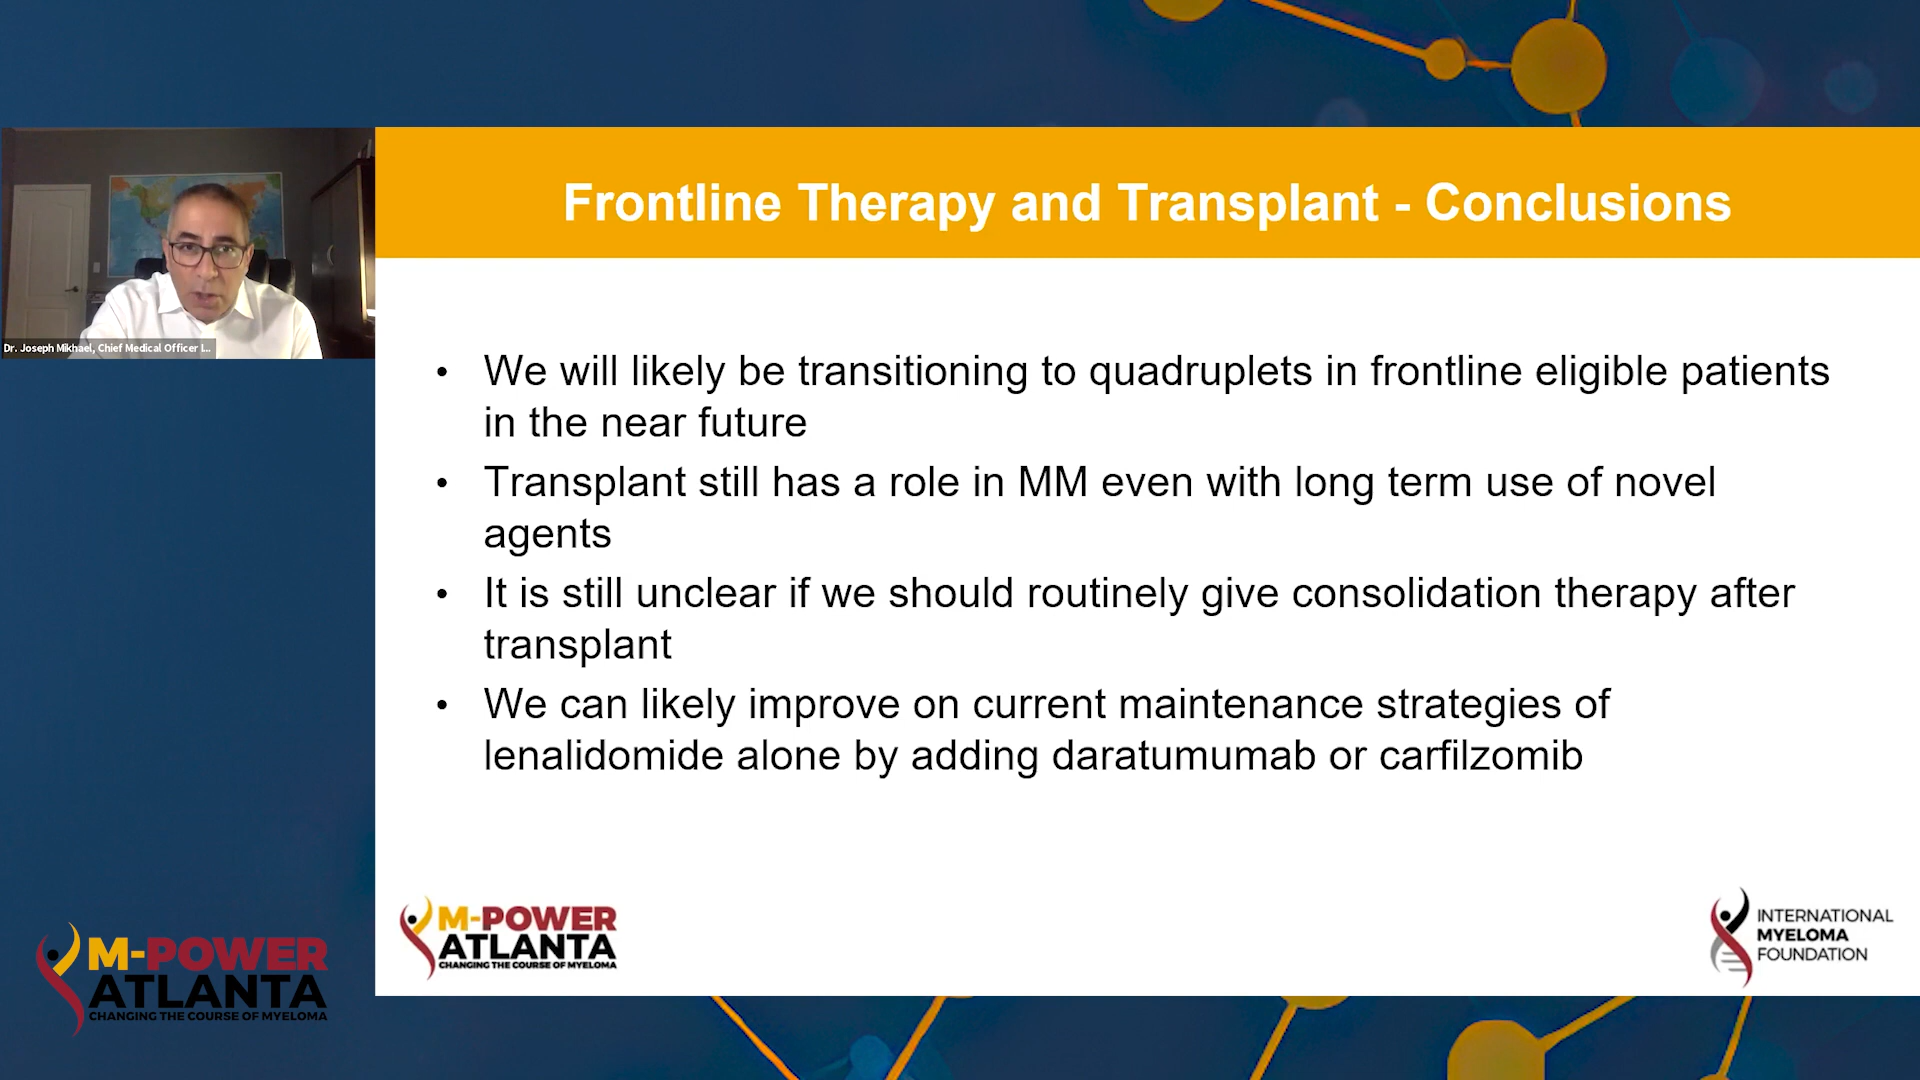 Frontline Therapy and Transplant - Conclusions
Dr. Joseph Mikhael, Chief Medical Officer I...
• We will likely be transitioning to quadruplets in frontline eligible patients
in the near future
• Transplant still has a role in MM even with long term use of novel
agents
• It is still unclear if we should routinely give consolidation therapy after
transplant
• We can likely improve on current maintenance strategies of
lenalidomide alone by adding daratumumab or carfilzomib
M-POWER
ATLANTA
CHANGING THE COURSE OF MYELOMA
INTERNATIONAL
MYELOMA
FOUNDATION
M-POWER
ATLANTA
CHANGING THE COURSE OF MYELOMA